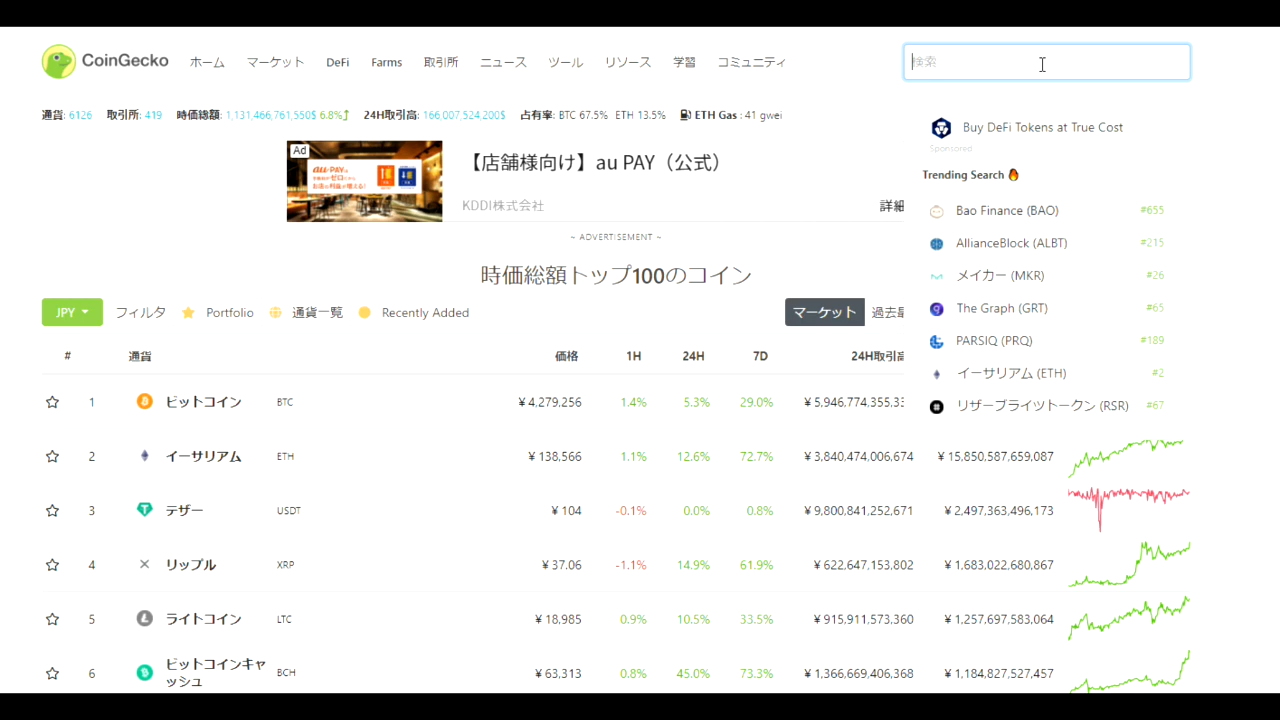 CoinGecko ホーム マーケット DeFi Farms 取引所 ニュース ツール リソース 学習 コミュニティ 検索
通貨: 6126 取引所: 419 時価総額: 1,131,466,761,550$ 6.8% 24H取引高: 166,007,524,200$ 占有率: BTC 67.5% ETH 13.5% ETH Gas : 41 gwei
Buy DeFi Tokens at True Cost
Sponsored
Ad
au PAY
【店舗様向け】au PAY（公式）
KDDI株式会社 詳細
~ ADVERTISEMENT ~
Trending Search
Bao Finance (BAO) #655
AllianceBlock (ALBT) #215
メイカー (MKR) #26
The Graph (GRT) #65
PARSIQ (PRQ) #189
イーサリアム (ETH) #2
リザーブライツトークン (RSR) #67
時価総額トップ100のコイン
JPY フィルタ Portfolio 通貨一覧 Recently Added マーケット 過去最
# 通貨 価格 1H 24H 7D 24H取引高
1 ビットコイン BTC ¥4,279,256 1.4% 5.3% 29.0% ¥5,946,774,355,33
2 イーサリアム ETH ¥138,566 1.1% 12.6% 72.7% ¥3,840,474,006,674 ¥15,850,587,659,087
3 テザー USDT ¥104 -0.1% 0.0% 0.8% ¥9,800,841,252,671 ¥2,497,363,496,173
4 リップル XRP ¥37.06 -1.1% 14.9% 61.9% ¥622,647,153,802 ¥1,683,022,680,867
5 ライトコイン LTC ¥18,985 0.9% 10.5% 33.5% ¥915,911,573,360 ¥1,257,697,583,064
6 ビットコインキャ
ッシュ BCH ¥63,313 0.8% 45.0% 73.3% ¥1,366,669,406,368 ¥1,184,827,527,457